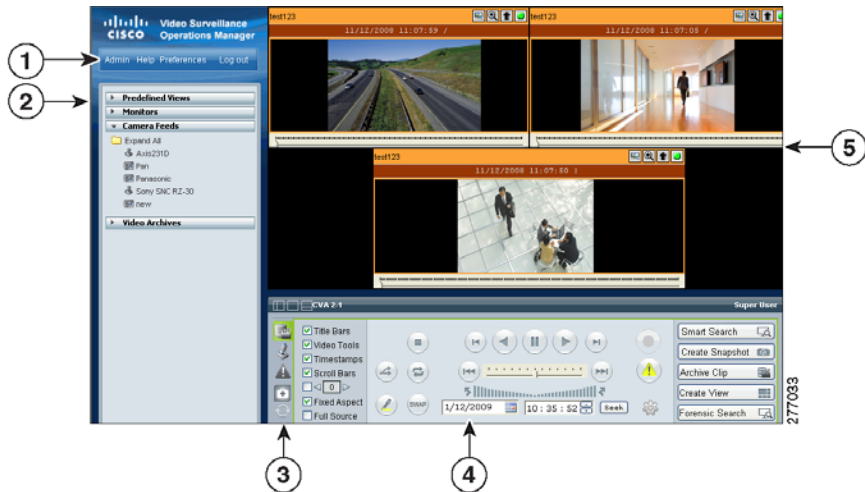 CISCO
Video Surveillance
Operations Manager
Admin Help Preferences Log out
Predefined Views
Monitors
Camera Feeds
Expand All
Axis231D
Pan
Panasonic
Sony SNC RZ-30
new
Video Archives
test123
11/12/2008 11:07:59 /
test123
11/12/2008 11:07:05 /
test123
11/12/2008 11:07:50 |
CVA 2-1
Super User
Title Bars
Video Tools
Timestamps
Scroll Bars
0
Fixed Aspect
Full Source
SWAP
1/12/2009
10 : 35 : 52
Seek
Smart Search
Create Snapshot
Archive Clip
Create View
Forensic Search
1
2
3
4
5
277033